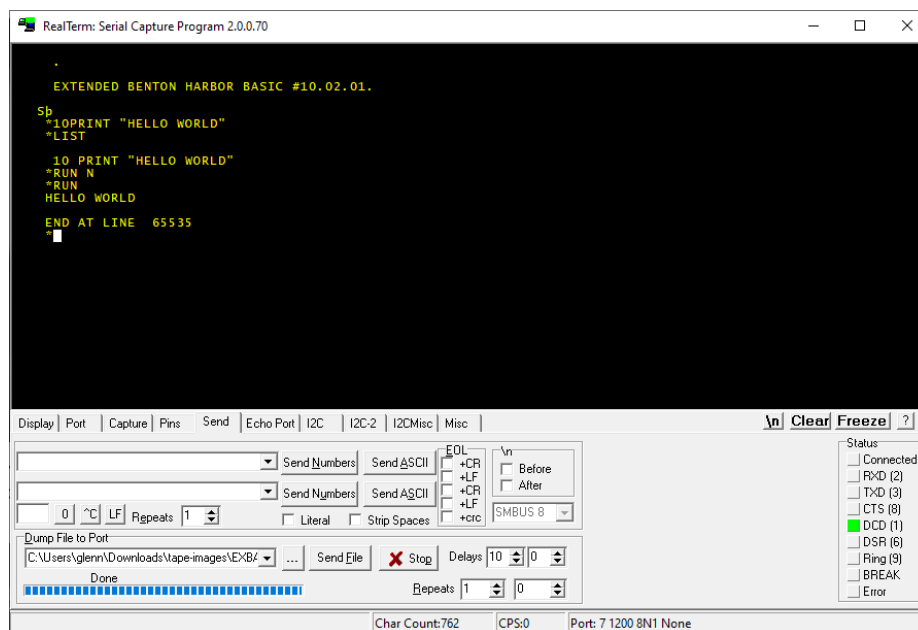 RealTerm: Serial Capture Program 2.0.0.70
.
EXTENDED BENTON HARBOR BASIC #10.02.01.
Sþ
*10PRINT "HELLO WORLD"
*LIST
10 PRINT "HELLO WORLD"
*RUN N
*RUN
HELLO WORLD
END AT LINE  65535
*
Display Port Capture Pins Send Echo Port I2C I2C-2 I2CMisc Misc \n Clear Freeze ?
Status
Connected
RXD (2)
TXD (3)
CTS (8)
DCD (1)
DSR (6)
Ring (9)
BREAK
Error
Send Numbers Send ASCII
EOL
+CR
+LF
+CR
+LF
+crc
\n
Before
After
Send Numbers Send ASCII
SMBUS 8
0 ^C LF Repeats 1 Literal Strip Spaces
Dump File to Port
C:\Users\glenn\Downloads\tape-images\EXB ... Send File Stop Delays 10 0
Done
Repeats 1 0
Char Count:762 CPS:0 Port: 7 1200 8N1 None